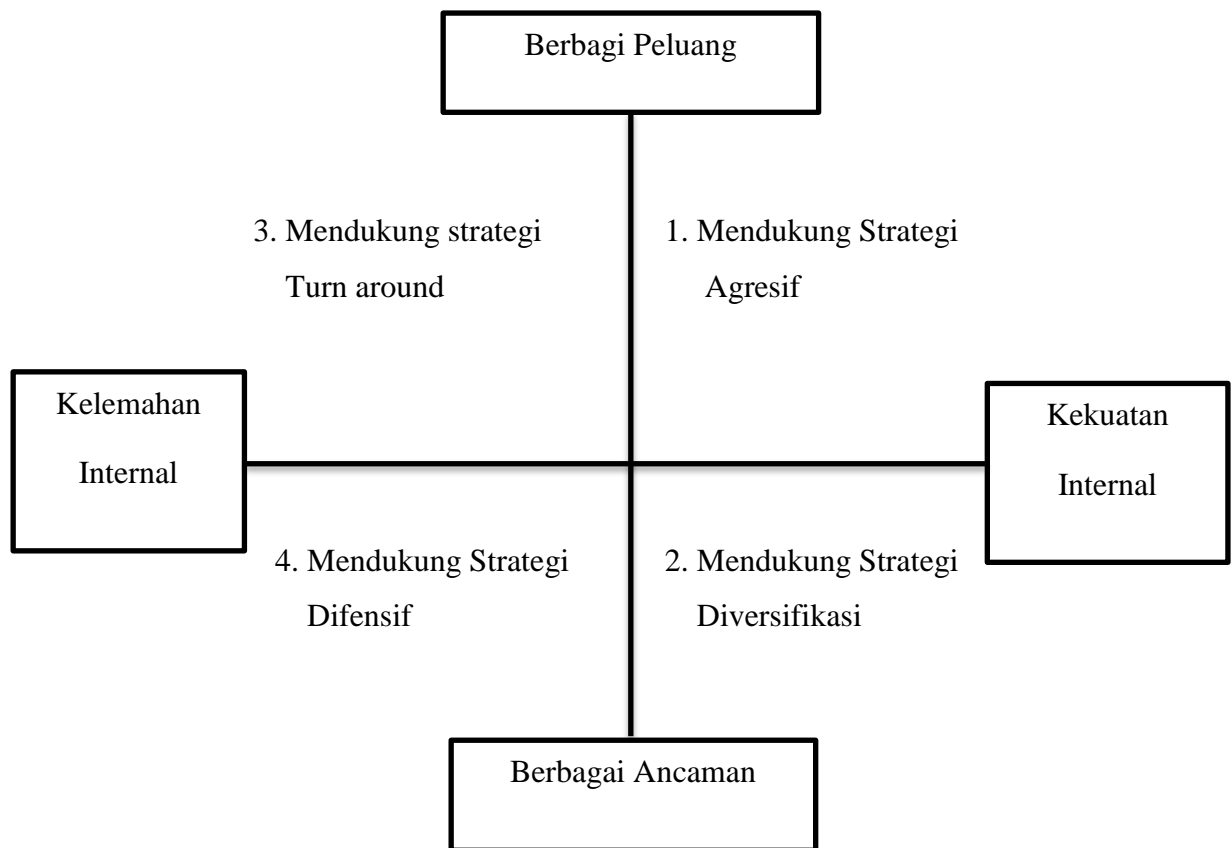 Berbagi Peluang
3. Mendukung strategi
Turn around
1. Mendukung Strategi
Agresif
Kelemahan
Internal
Kekuatan
Internal
4. Mendukung Strategi
Difensif
2. Mendukung Strategi
Diversifikasi
Berbagai Ancaman